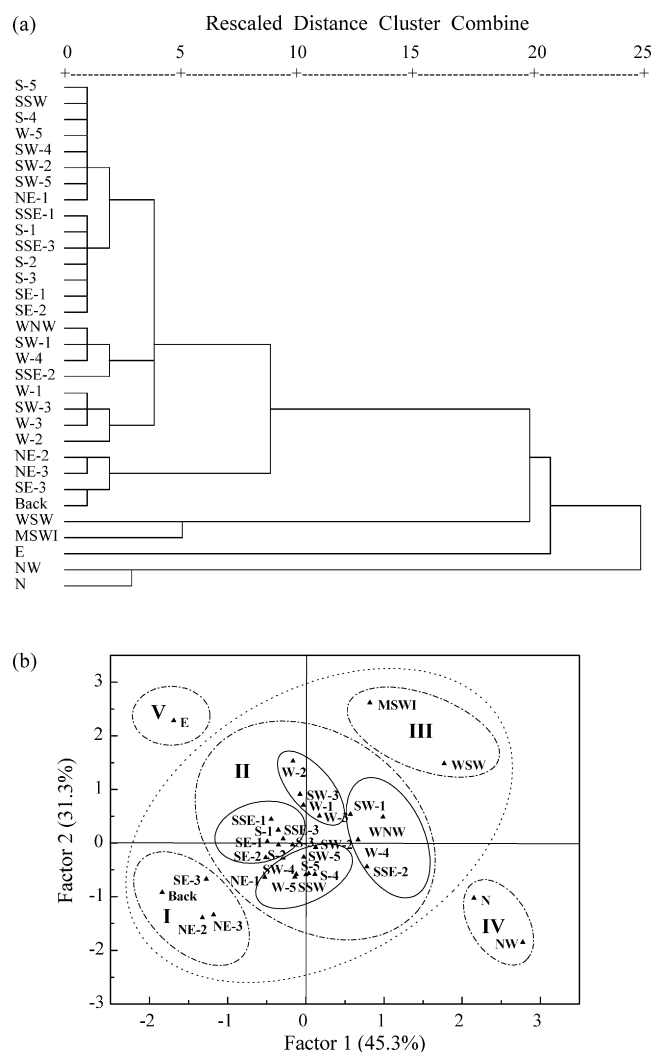 (a)
Rescaled Distance Cluster Combine
0 5 10 15 20 25
S-5
SSW
S-4
W-5
SW-4
SW-2
SW-5
NE-1
SSE-1
S-1
SSE-3
S-2
S-3
SE-1
SE-2
WNW
SW-1
W-4
SSE-2
W-1
SW-3
W-3
W-2
NE-2
NE-3
SE-3
Back
WSW
MSWI
E
NW
N
(b)
3
2
1
0
-1
-2
-3
Factor 2 (31.3%)
V
E
MSWI
III
WSW
II
W-2
SW-3
W-1
W-3
SW-1
SSE-1
WNW
S-1
SSE-3
SE-1
S-3
SW-2
W-4
SE-2
S-2
SW-5
SSE-2
SW-4
S-5
SE-3
NE-1
S-4
Back
W-5
SSW
I
NE-2
NE-3
N
IV
NW
-2 -1 0 1 2 3
Factor 1 (45.3%)